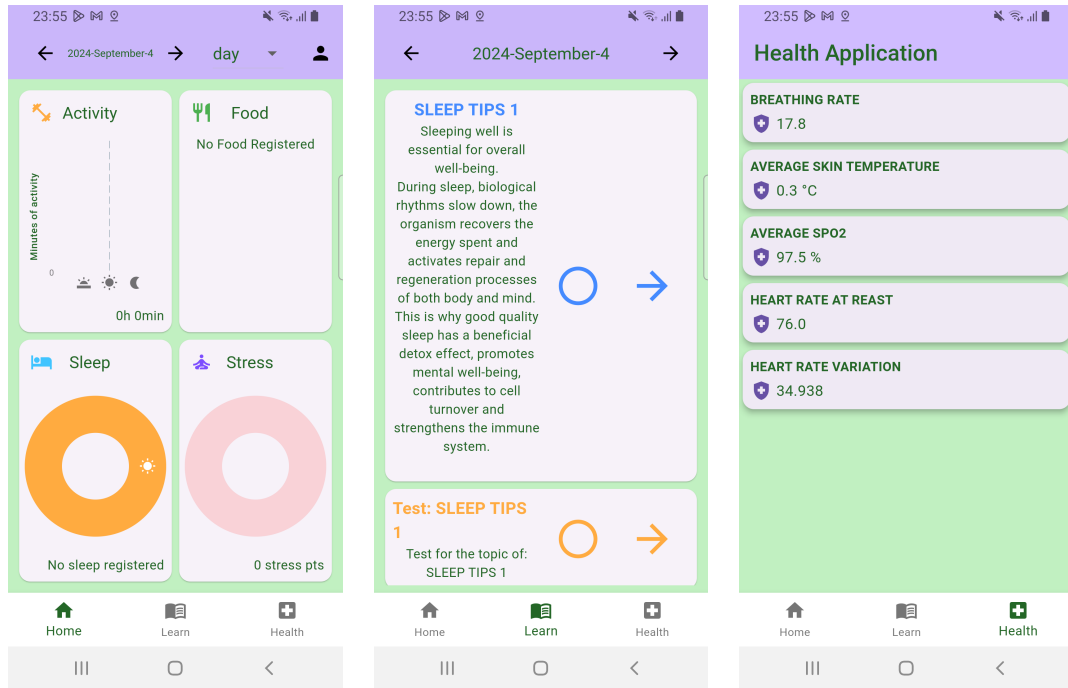 23:55
2024-September-4
day
Activity
Minutes of activity
0
0h 0min
Food
No Food Registered
Sleep
No sleep registered
Stress
0 stress pts
Home
Learn
Health
23:55
2024-September-4
SLEEP TIPS 1
Sleeping well is
essential for overall
well-being.
During sleep, biological
rhythms slow down, the
organism recovers the
energy spent and
activates repair and
regeneration processes
of both body and mind.
This is why good quality
sleep has a beneficial
detox effect, promotes
mental well-being,
contributes to cell
turnover and
strengthens the immune
system.
Test: SLEEP TIPS
1
Test for the topic of:
SLEEP TIPS 1
Home
Learn
Health
23:55
Health Application
BREATHING RATE
17.8
AVERAGE SKIN TEMPERATURE
0.3 °C
AVERAGE SPO2
97.5 %
HEART RATE AT REAST
76.0
HEART RATE VARIATION
34.938
Home
Learn
Health